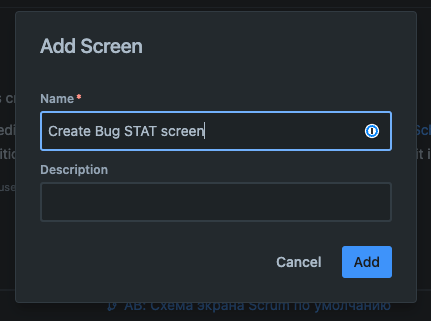 Add Screen
Name *
Create Bug STAT screen
Description
Cancel
Add
AB: Схема экрана Scrum по умолчанию